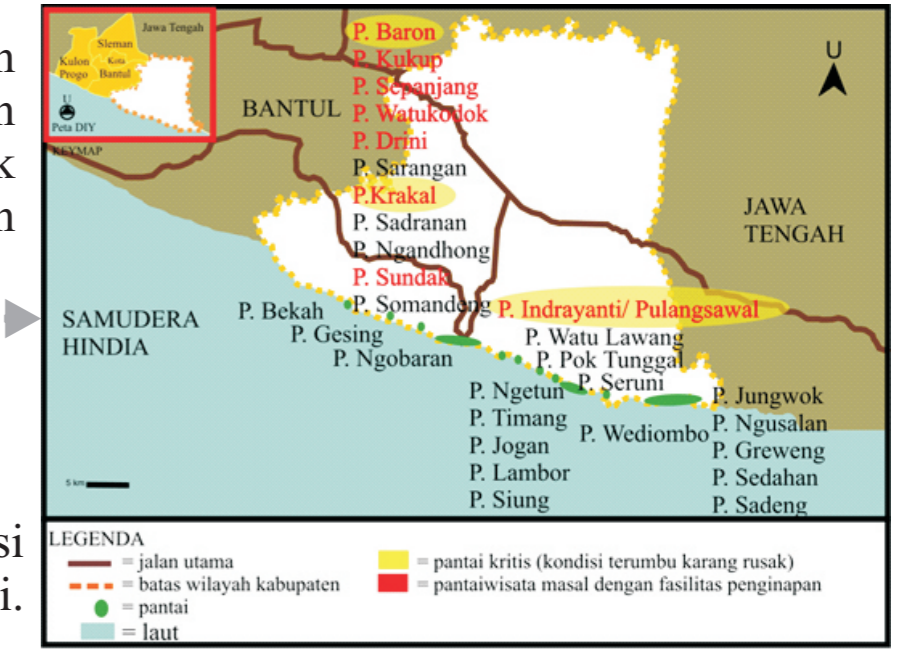 n
n
k
n
si
i.
Jawa Tengah
Sleman
Kulon
Progo
Kota
Bantul
U
Peta DIY
KEYMAP
BANTUL
P. Baron
P. Kukup
P. Sepanjang
P. Watukodok
P. Drini
P. Sarangan
P.Krakal
P. Sadranan
P. Ngandhong
P. Sundak
P. Somandeng
U
JAWA
TENGAH
SAMUDERA
HINDIA
P. Bekah
P. Gesing
P. Ngobaran
P. Indrayanti/ Pulangsawal
P. Watu Lawang
P. Pok Tunggal
P. Seruni
P. Ngetun
P. Timang
P. Jogan
P. Lambor
P. Siung
P. Wediombo
P. Jungwok
P. Ngusalan
P. Greweng
P. Sedahan
P. Sadeng
5 km
LEGENDA
= jalan utama
= batas wilayah kabupaten
= pantai
= laut
= pantai kritis (kondisi terumbu karang rusak)
= pantaiwisata masal dengan fasilitas penginapan